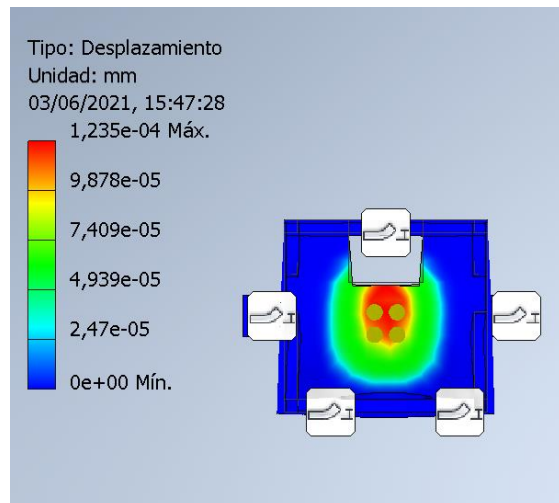 Tipo: Desplazamiento
Unidad: mm
03/06/2021, 15:47:28
1,235e-04 Máx.
9,878e-05
7,409e-05
4,939e-05
2,47e-05
0e+00 Mín.